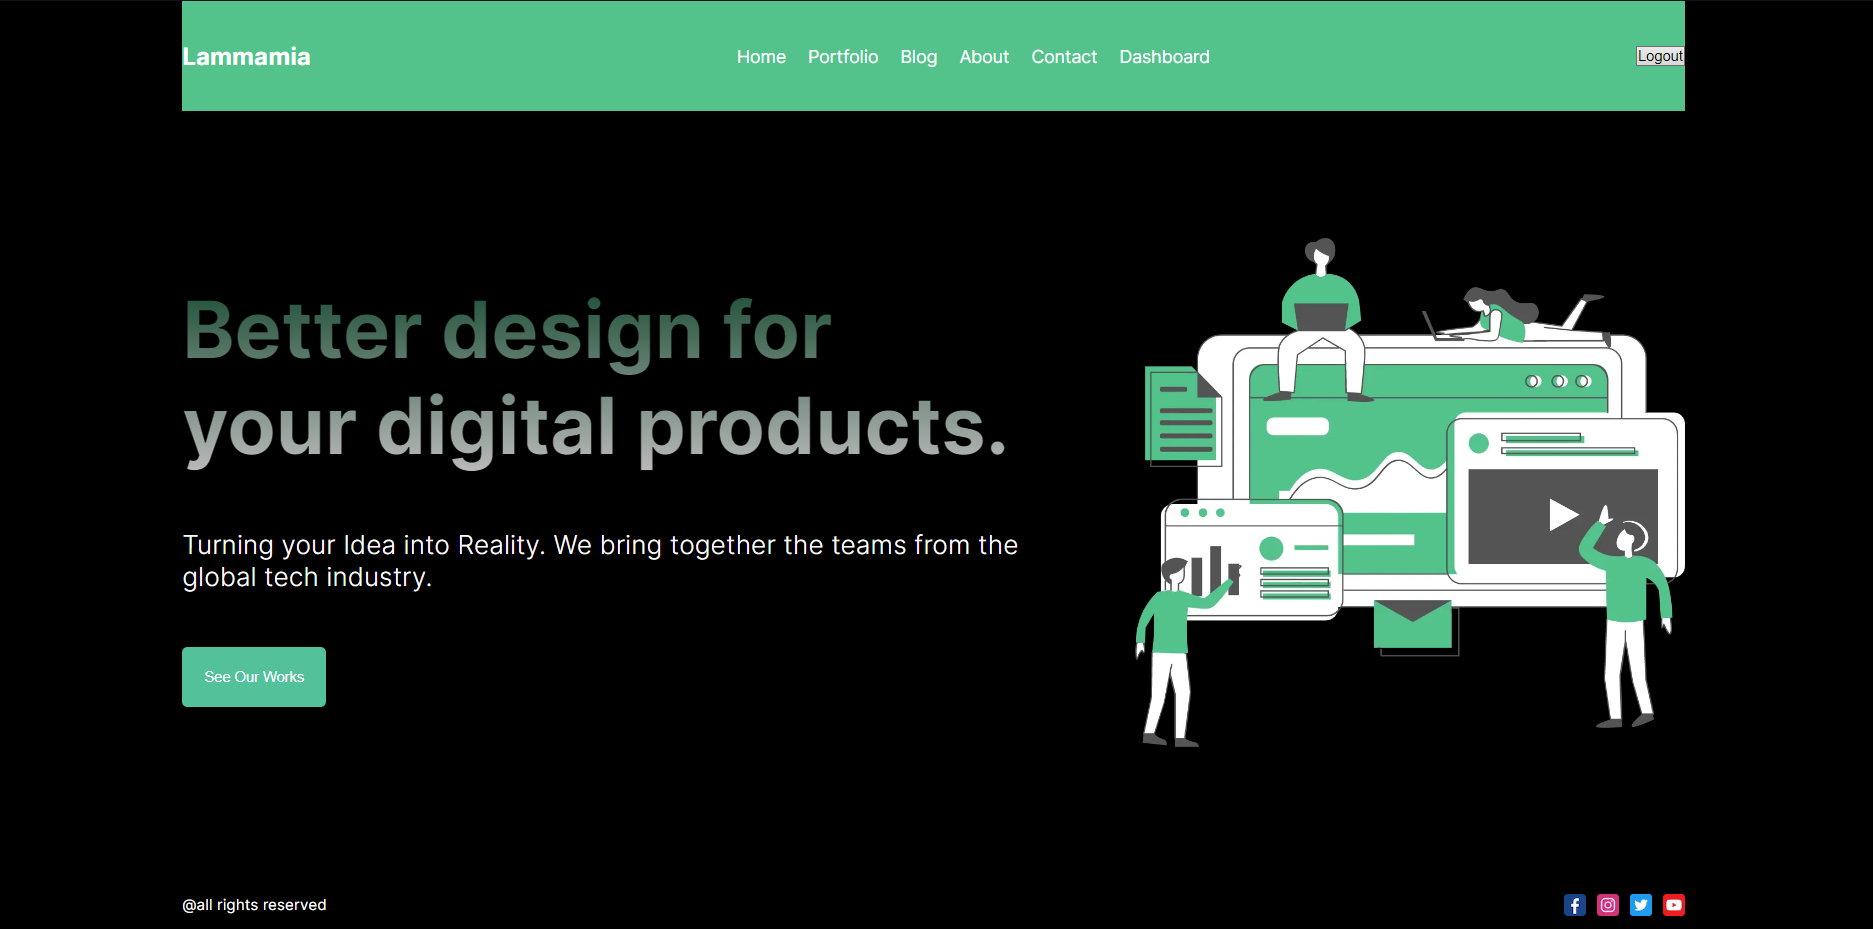 Lammamia
Home Portfolio Blog About Contact Dashboard
Logout
Better design for
your digital products.
Turning your Idea into Reality. We bring together the teams from the
global tech industry.
See Our Works
@all rights reserved